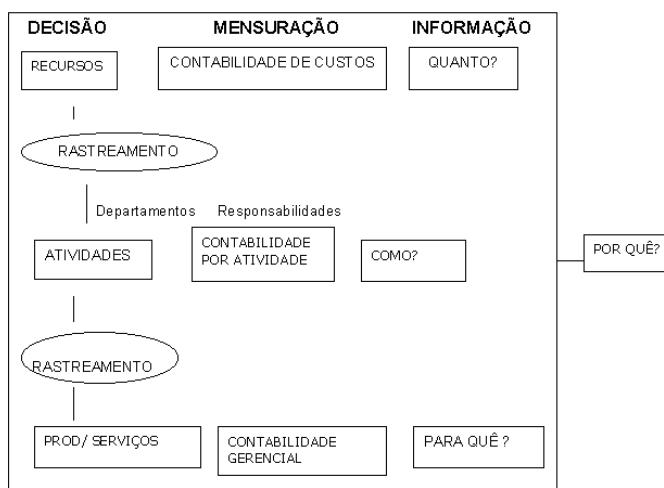 DECISÃO MENSURAÇÃO INFORMAÇÃO
RECURSOS CONTABILIDADE DE CUSTOS QUANTO?
RASTREAMENTO
Departamentos Responsabilidades
ATIVIDADES CONTABILIDADE POR ATIVIDADE COMO? POR QUÊ?
RASTREAMENTO
PROD/ SERVIÇOS CONTABILIDADE GERENCIAL PARA QUÊ ?